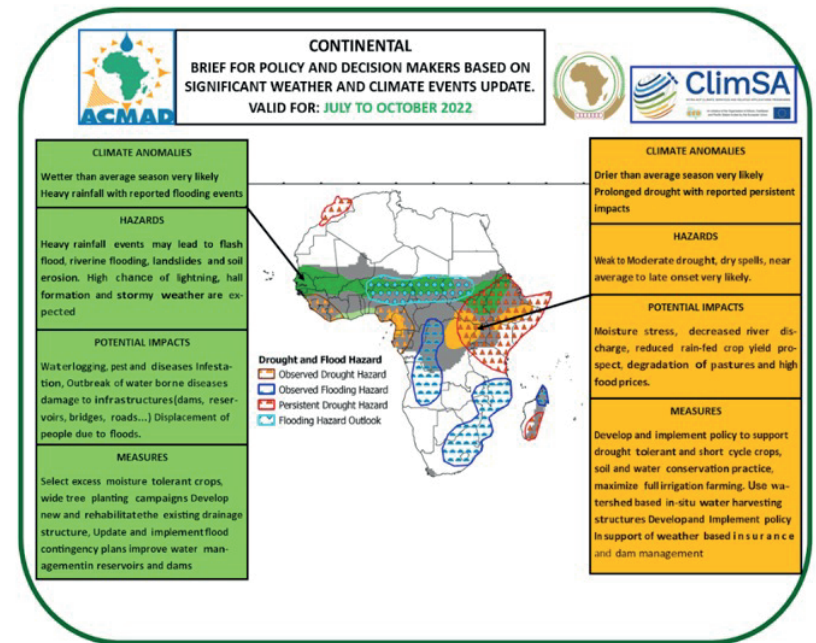 CONTINENTAL
BRIEF FOR POLICY AND DECISION MAKERS BASED ON
SIGNIFICANT WEATHER AND CLIMATE EVENTS UPDATE.
VALID FOR: JULY TO OCTOBER 2022
ACMAD
ClimSA
CLIMATE ANOMALIES
Wetter than average season very likely
Heavy rainfall with reported flooding events
HAZARDS
Heavy rainfall events may lead to flash
flood, riverine flooding, landslides and soil
erosion. High chance of lightning, hail
formation and stormy weather are ex-
pected
POTENTIAL IMPACTS
Waterlogging, pest and diseases Infesta-
tion, Outbreak of water borne diseases
damage to infrastructures(dams, reser-
voirs, bridges, roads...) Displacement of
people due to floods.
MEASURES
Select excess moisture tolerant crops,
wide tree planting campaigns Develop
new and rehabilitatethe existing drainage
structure, Update and implementflood
contingency plans improve water man-
agementin reservoirs and dams
Drought and Flood Hazard
Observed Drought Hazard
Observed Flooding Hazard
Persistent Drought Hazard
Flooding Hazard Outlook
CLIMATE ANOMALIES
Drier than average season very likely
Prolonged drought with reported persistent
impacts
HAZARDS
Weak to Moderate drought, dry spells, near
average to late onset very likely.
POTENTIAL IMPACTS
Moisture stress, decreased river dis-
charge, reduced rain-fed crop yield pro-
spect, degradation of pastures and high
food prices.
MEASURES
Develop and implement policy to support
drought tolerant and short cycle crops,
soil and water conservation practice,
maximize full irrigation farming. Use wa-
tershed based in-situ water harvesting
structures Developand Implement policy
In support of weather based insurance
and dam management